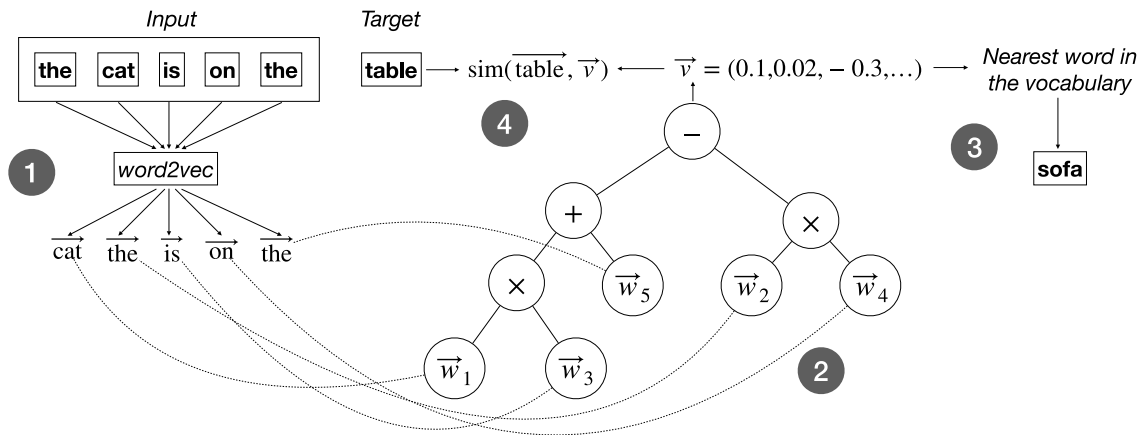 Input
Target
the cat is on the
table
sim(table, v)
v = (0.1,0.02, − 0.3,…)
Nearest word in
the vocabulary
4
3
1
word2vec
−
sofa
+
×
cat the is on the
×
w5
w2
w4
w1
w3
2